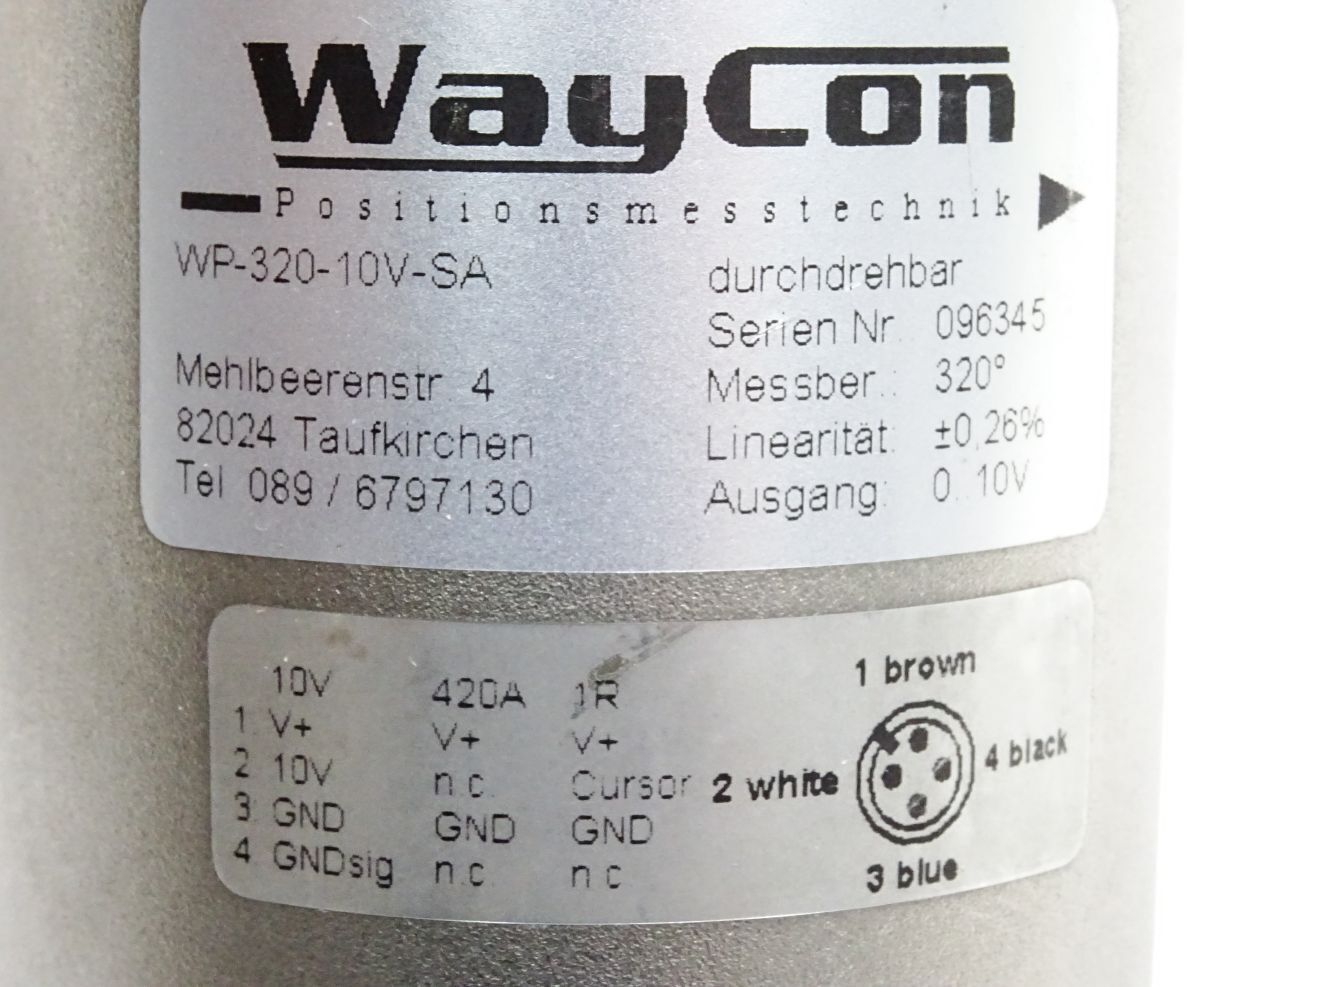 WayCon
Positionsmesstechnik
WP-320-10V-SA
durchdrehbar
Serien Nr. 096345
Mehlbeerenstr. 4
Messber.: 320°
82024 Taufkirchen
Linearität: ±0,26%
Tel 089 / 6797130
Ausgang: 0..10V
10V 420A 1R
1 V+ V+ V+
2 10V n.c. Cursor
3 GND GND GND
4 GNDsig n.c. n.c.
1 brown
2 white
4 black
3 blue